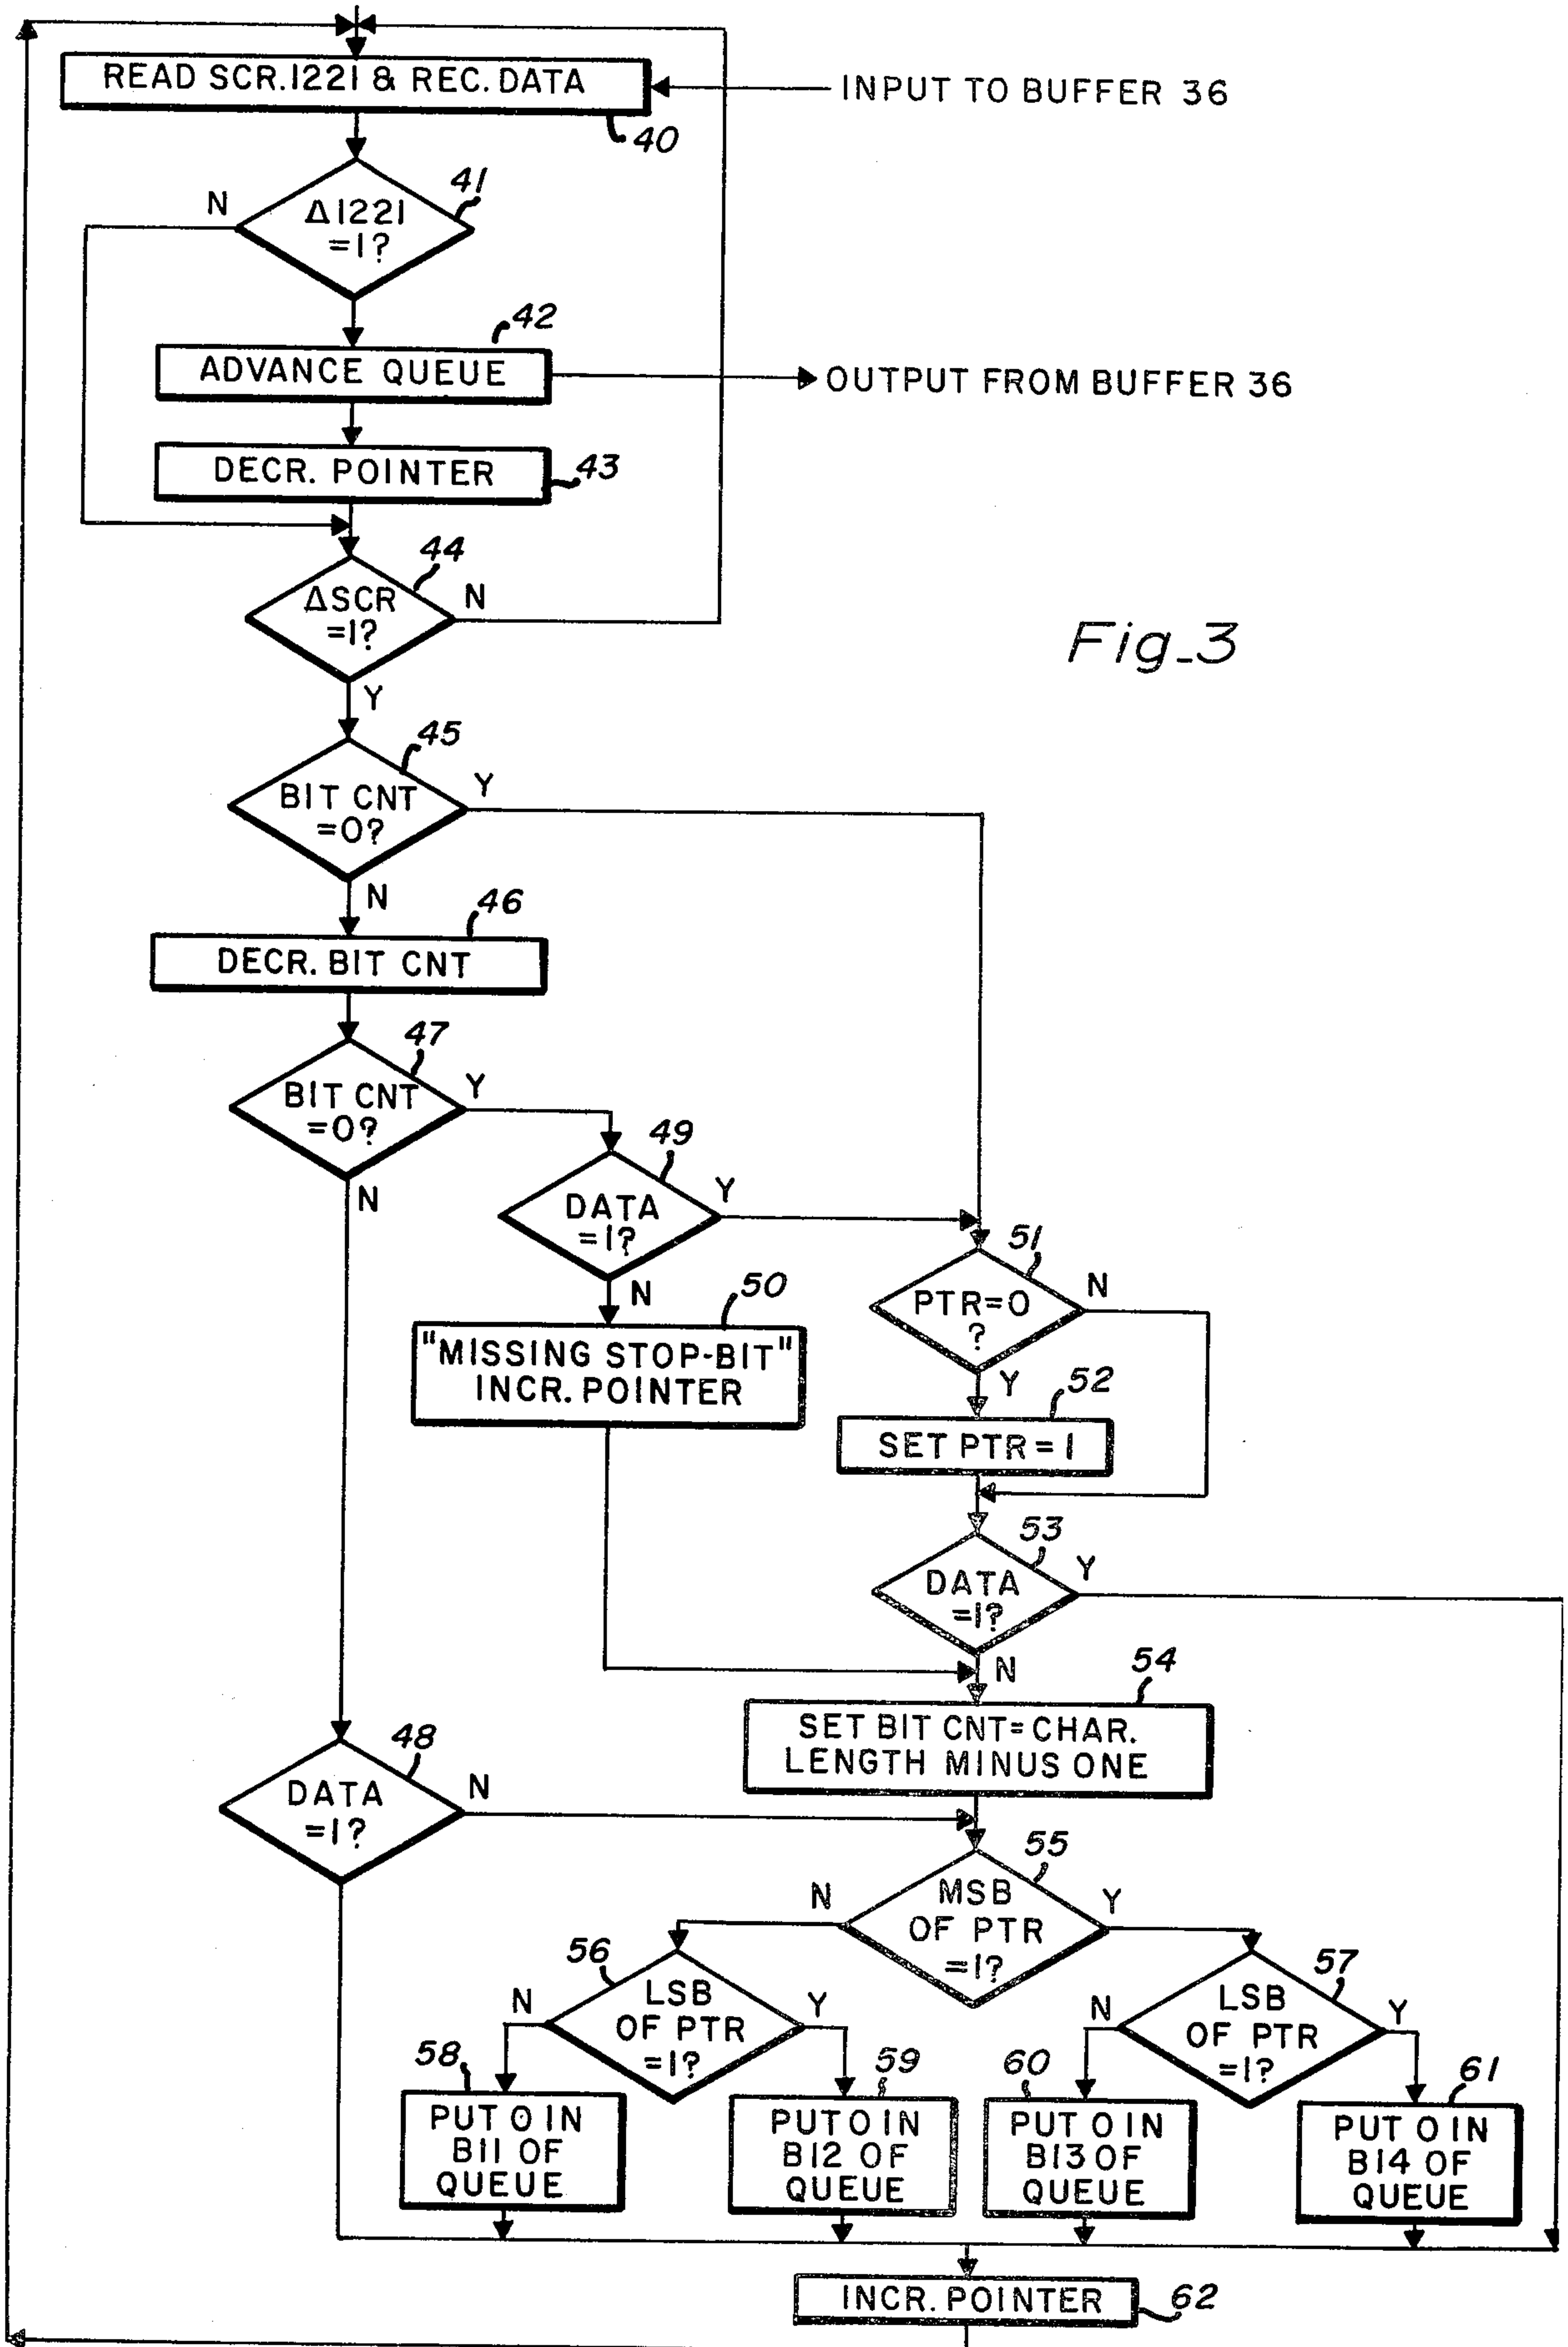 READ SCR.1221 & REC. DATA
INPUT TO BUFFER 36
40
41
N
Δ1221
=1?
42
ADVANCE QUEUE
OUTPUT FROM BUFFER 36
DECR. POINTER
43
44
ΔSCR
=1?
N
Fig_3
Y
45
BIT CNT
=0?
Y
N
46
DECR. BIT CNT
47
BIT CNT
=0?
Y
49
N
DATA
=1?
Y
51
N
50
PTR=0
?
N
"MISSING STOP-BIT"
INCR. POINTER
Y
52
SET PTR = 1
53
DATA
=1?
Y
N
54
SET BIT CNT=CHAR.
LENGTH MINUS ONE
48
DATA
=1?
N
55
MSB
OF PTR
=1?
N
Y
56
LSB
OF PTR
=1?
N
Y
57
LSB
OF PTR
=1?
N
Y
58
59
60
61
PUT 0 IN
B11 OF
QUEUE
PUT 0 IN
B12 OF
QUEUE
PUT 0 IN
B13 OF
QUEUE
PUT 0 IN
B14 OF
QUEUE
INCR. POINTER
62